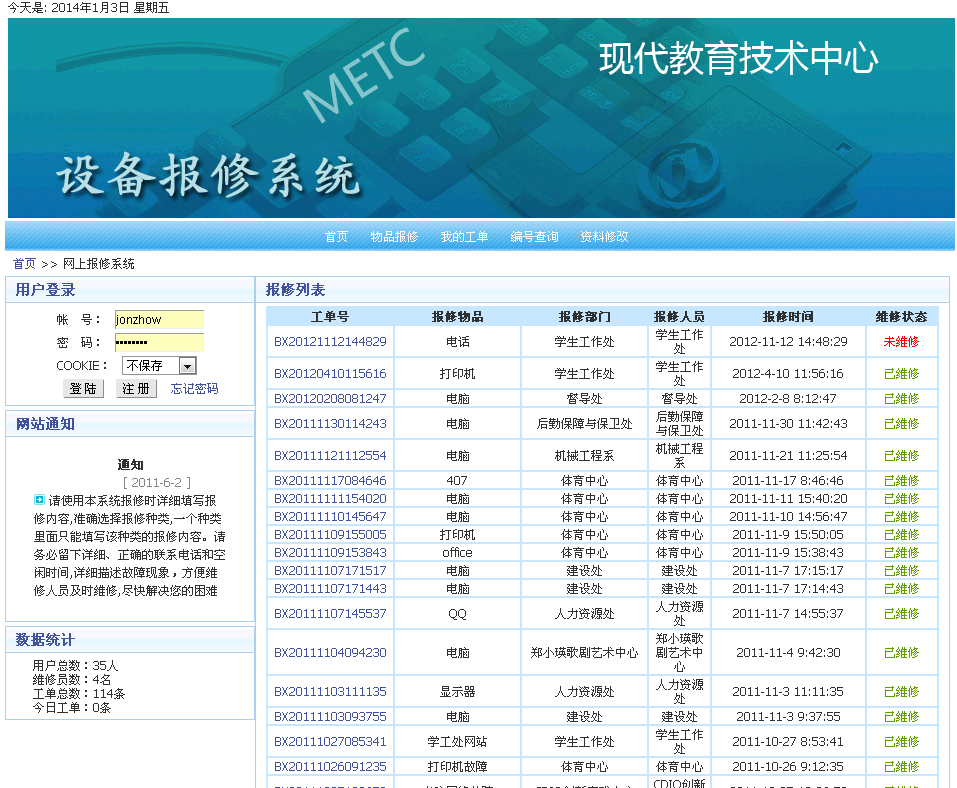 今天是: 2014年1月3日 星期五
METC
现代教育技术中心
设备报修系统
首页 物品报修 我的工单 编号查询 资料修改
首页 >> 网上报修系统
用户登录
帐 号： jonzhow
密 码： ••••••••
COOKIE： 不保存
登 陆 注 册 忘记密码
网站通知
通知
[ 2011-6-2 ]
请使用本系统报修时详细填写报
修内容,准确选择报修种类,一个种类
里面只能填写该种类的报修内容。请
务必留下详细、正确的联系电话和空
闲时间,详细描述故障现象，方便维
修人员及时维修,尽快解决您的困难
数据统计
用户总数：35人
维修员数：4名
工单总数：114条
今日工单：0条
报修列表
工单号 报修物品 报修部门 报修人员 报修时间 维修状态
BX20121112144829 电话 学生工作处 学生工作处 2012-11-12 14:48:29 未维修
BX20120410115616 打印机 学生工作处 学生工作处 2012-4-10 11:56:16 已维修
BX20120208081247 电脑 督导处 督导处 2012-2-8 8:12:47 已维修
BX20111130114243 电脑 后勤保障与保卫处 后勤保障与保卫处 2011-11-30 11:42:43 已维修
BX20111121112554 电脑 机械工程系 机械工程系 2011-11-21 11:25:54 已维修
BX20111117084646 407 体育中心 体育中心 2011-11-17 8:46:46 已维修
BX20111111154020 电脑 体育中心 体育中心 2011-11-11 15:40:20 已维修
BX20111110145647 电脑 体育中心 体育中心 2011-11-10 14:56:47 已维修
BX20111109155005 打印机 体育中心 体育中心 2011-11-9 15:50:05 已维修
BX20111109153843 office 体育中心 体育中心 2011-11-9 15:38:43 已维修
BX20111107171517 电脑 建设处 建设处 2011-11-7 17:15:17 已维修
BX20111107171443 电脑 建设处 建设处 2011-11-7 17:14:43 已维修
BX20111107145537 QQ 人力资源处 人力资源处 2011-11-7 14:55:37 已维修
BX20111104094230 电脑 郑小瑛歌剧艺术中心 郑小瑛歌剧艺术中心 2011-11-4 9:42:30 已维修
BX20111103111135 显示器 人力资源处 人力资源处 2011-11-3 11:11:35 已维修
BX20111103093755 电脑 建设处 建设处 2011-11-3 9:37:55 已维修
BX20111027085341 学工处网站 学生工作处 学生工作处 2011-10-27 8:53:41 已维修
BX20111026091235 打印机故障 体育中心 体育中心 2011-10-26 9:12:35 已维修
CDIO创新